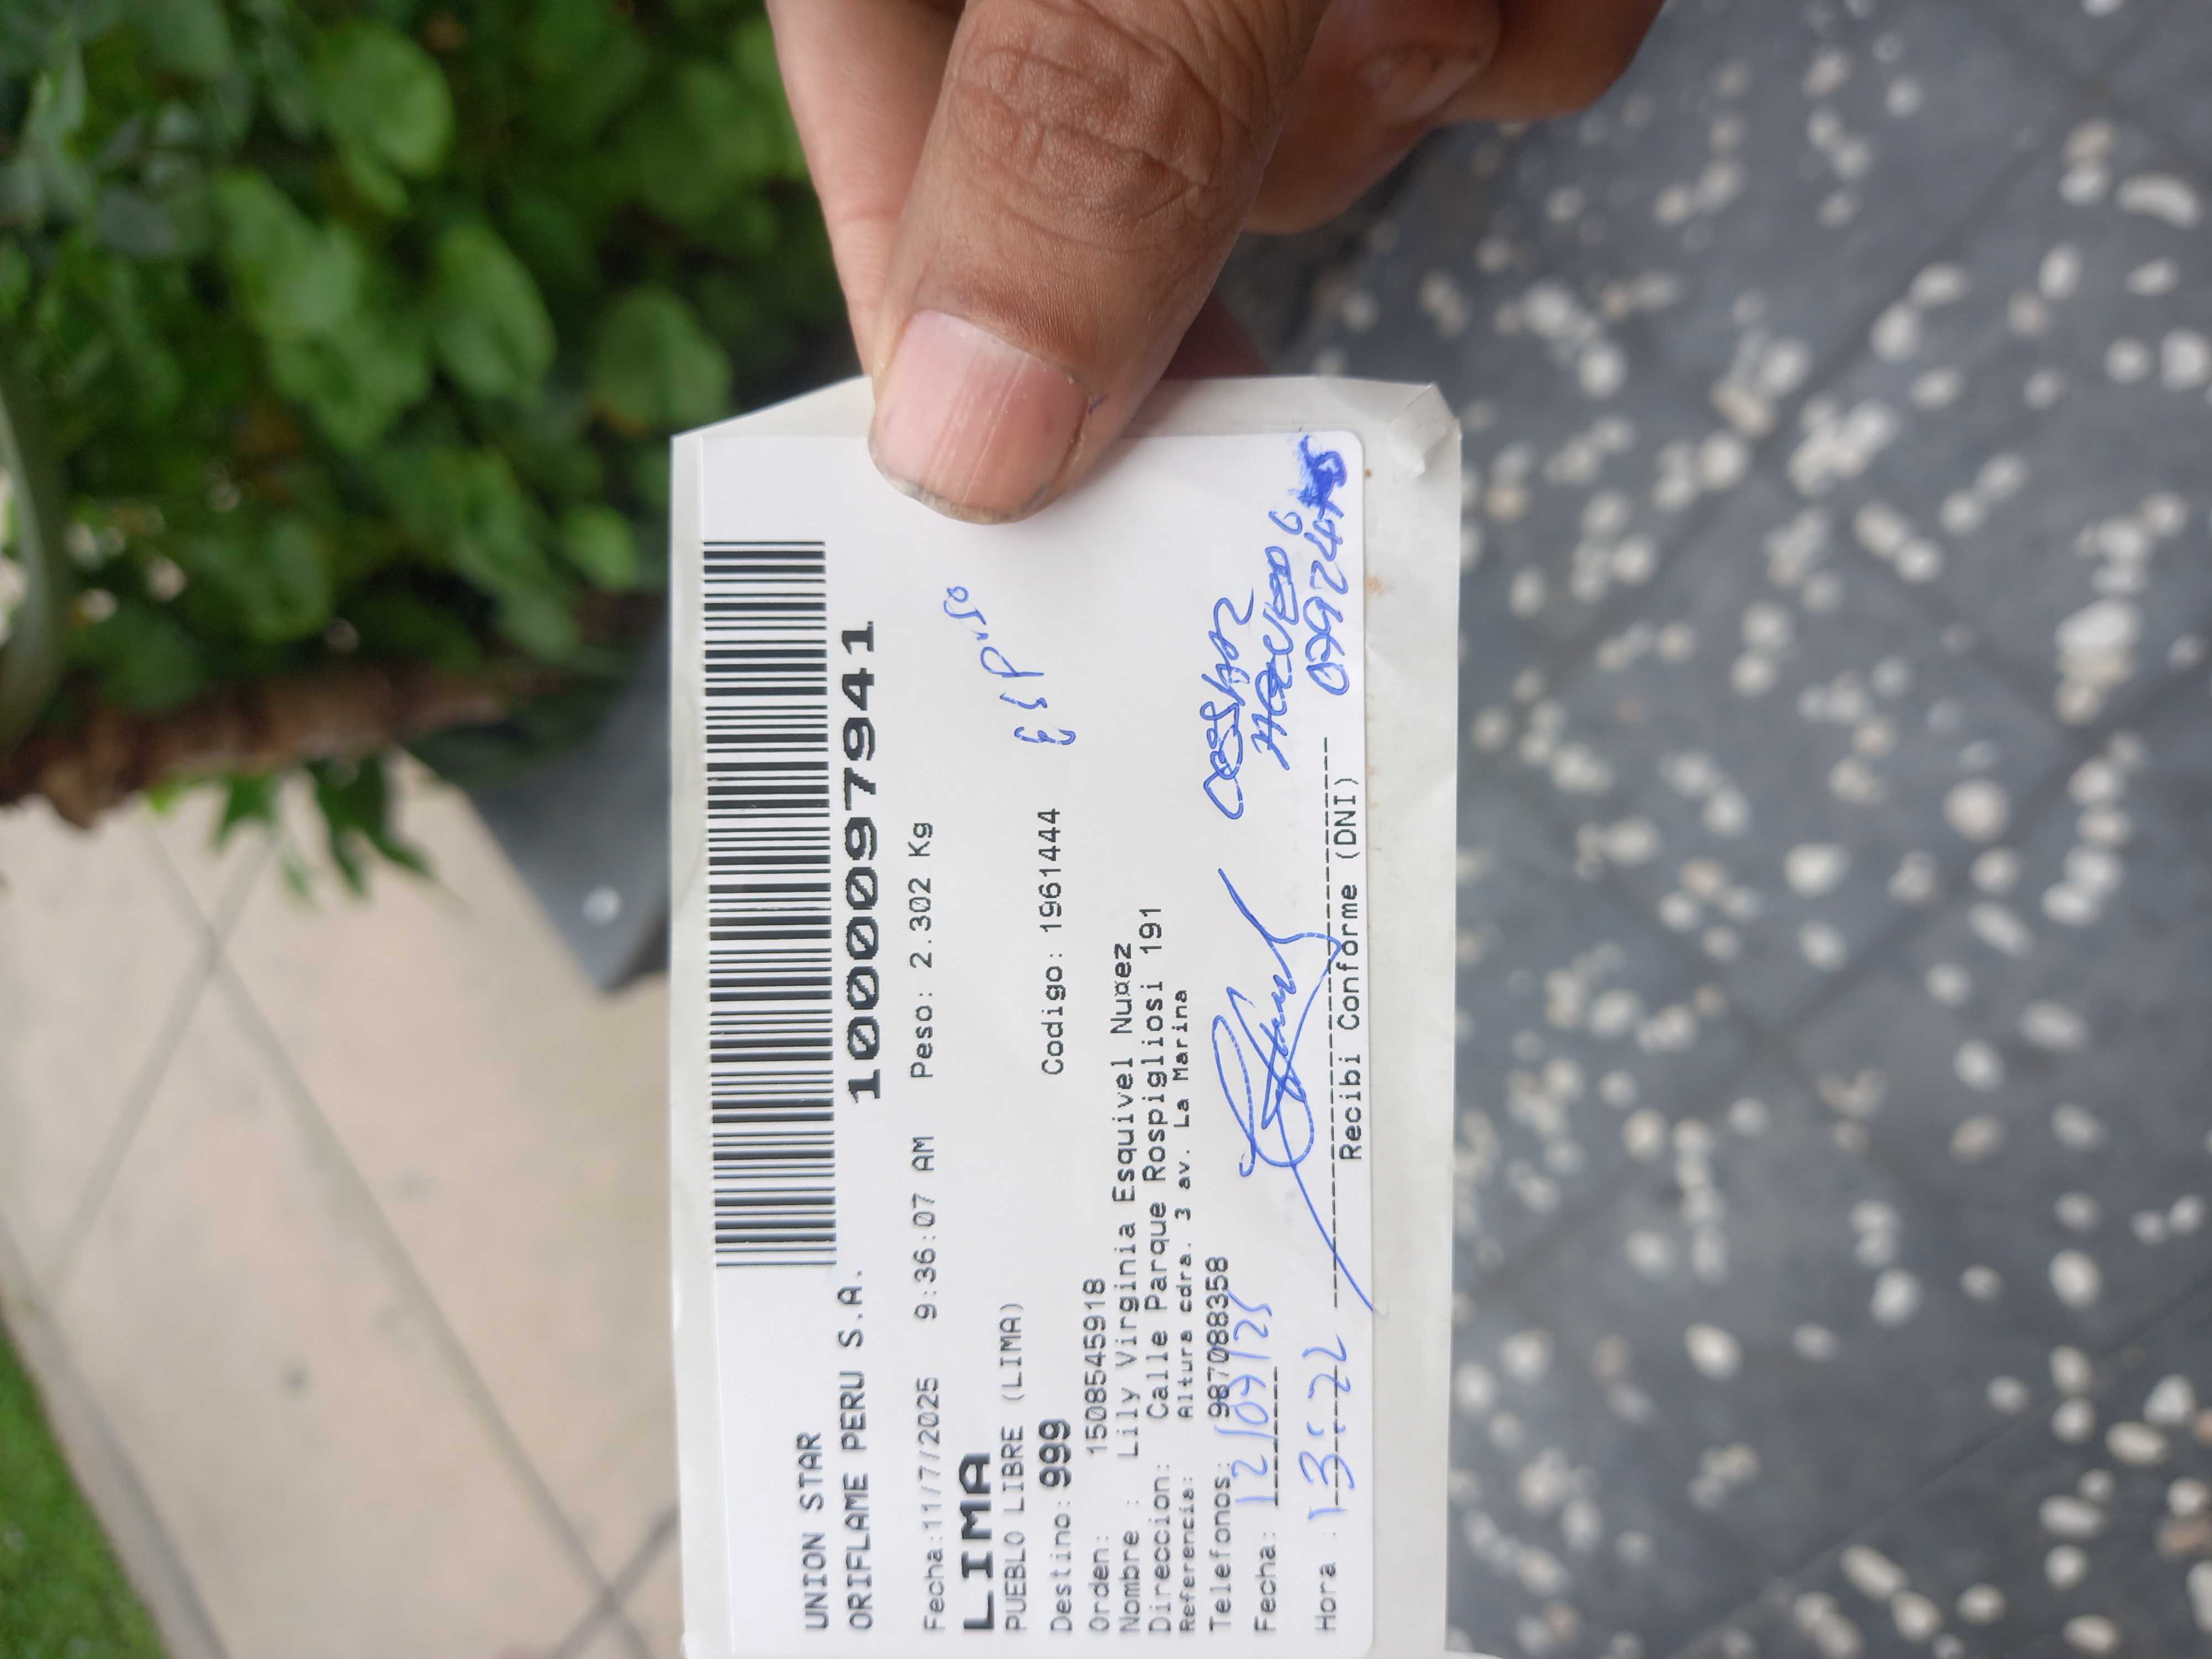 UNION STAR
ORIFLAME PERU S.A.
1000097941
Fecha:11/7/2025 9:36:07 AM Peso: 2.302 Kg
LIMA
PUEBLO LIBRE (LIMA)
Destino: 999 Codigo: 1961444
Orden: 1508545918
Nombre : Lily Virginia Esquivel Nu¤ez
Direccion: Calle Parque Rospigliosi 191
Referencia: Altura cdra. 3 av. La Marina
Telefonos: 987088358
Fecha: 12/07/25
Hora : 13:22
Recibi Conforme (DNI)